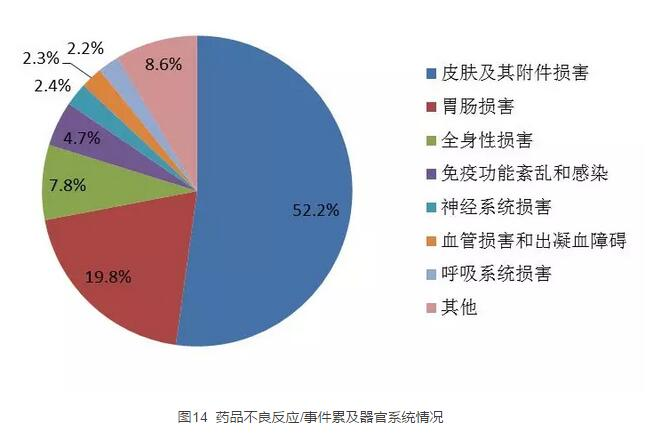 2.2%
2.3%
2.4%
4.7%
7.8%
8.6%
19.8%
52.2%
皮肤及其附件损害
胃肠损害
全身性损害
免疫功能紊乱和感染
神经系统损害
血管损害和出凝血障碍
呼吸系统损害
其他
图14 药品不良反应/事件累及器官系统情况